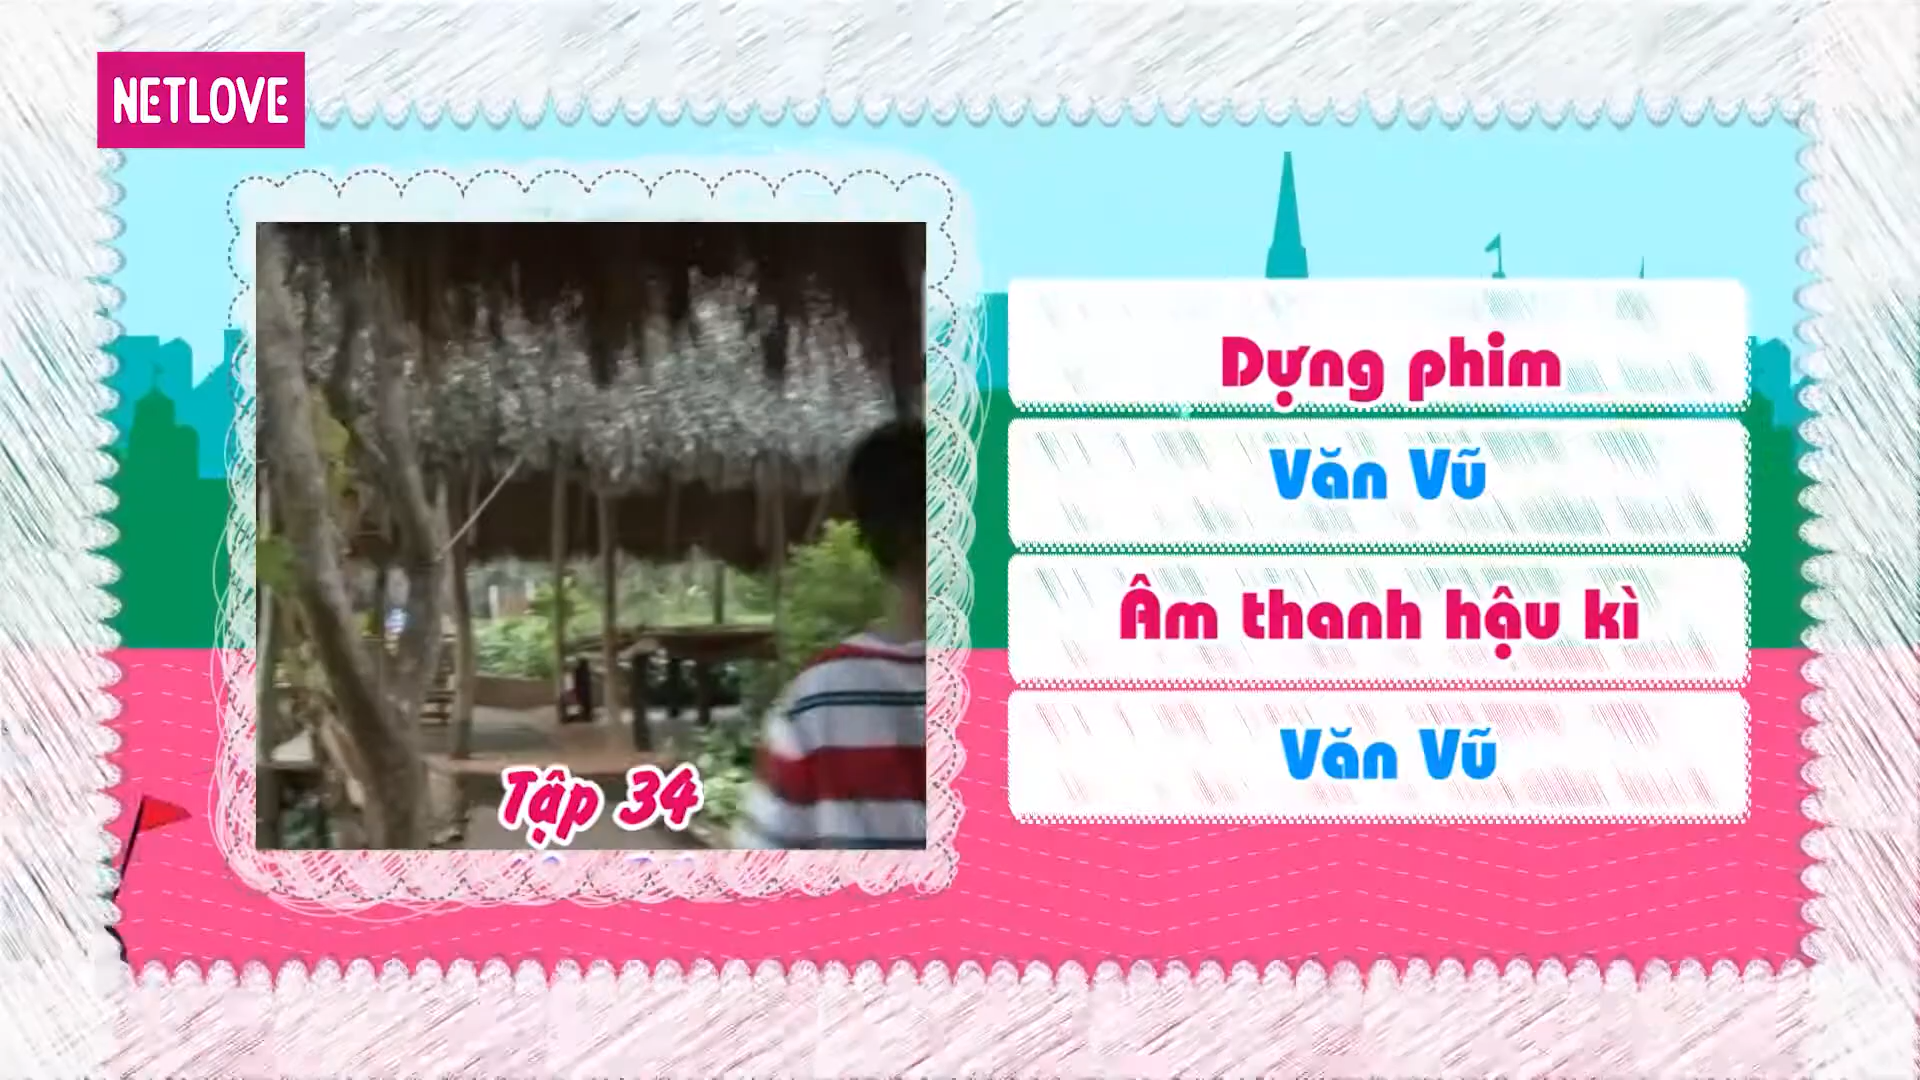 NETLOVE
Dựng phim
Văn Vũ
Âm thanh hậu kì
Văn Vũ
Tập 34